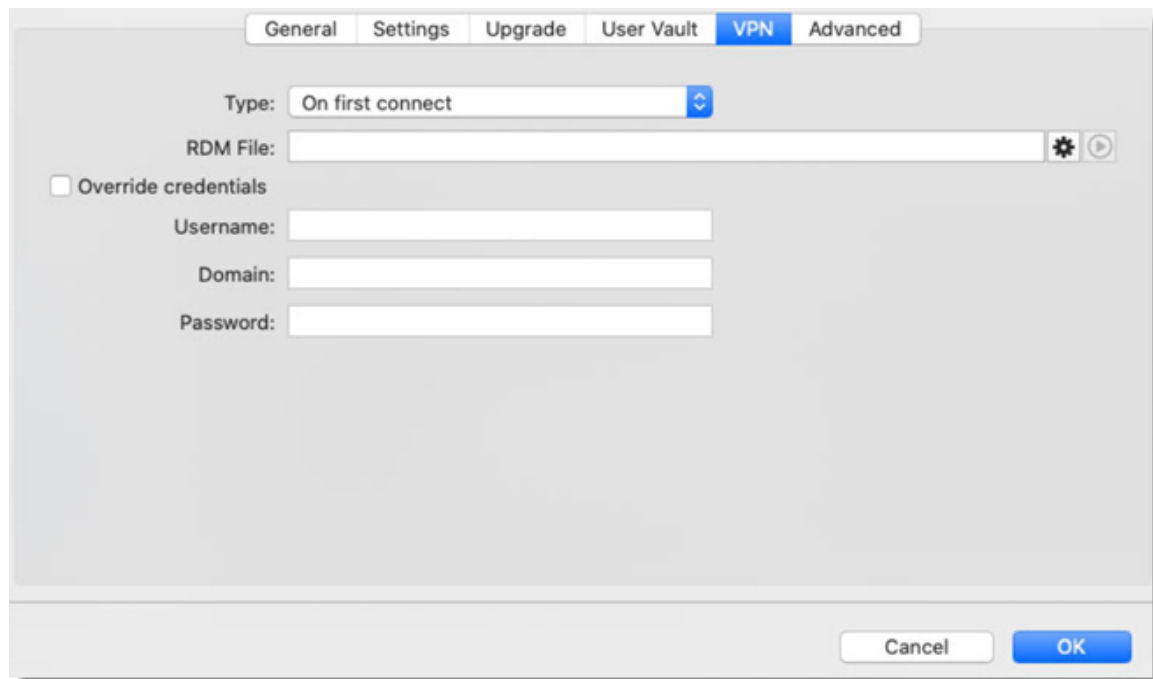 General Settings Upgrade User Vault VPN Advanced
Type: On first connect
RDM File:
Override credentials
Username:
Domain:
Password:
Cancel OK